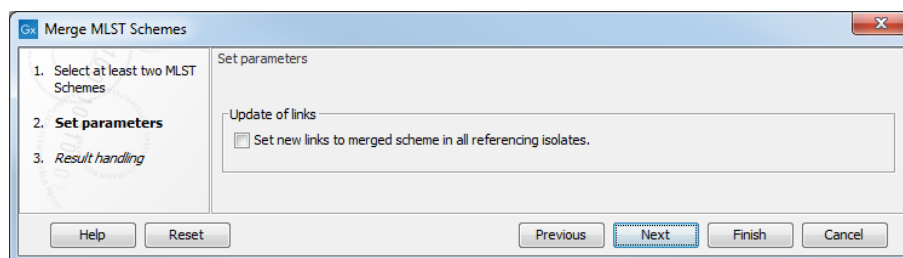 Gx Merge MLST Schemes
X
1. Select at least two MLST
Schemes
2. Set parameters
3. Result handling
Set parameters
Update of links
Set new links to merged scheme in all referencing isolates.
Help Reset Previous Next Finish Cancel